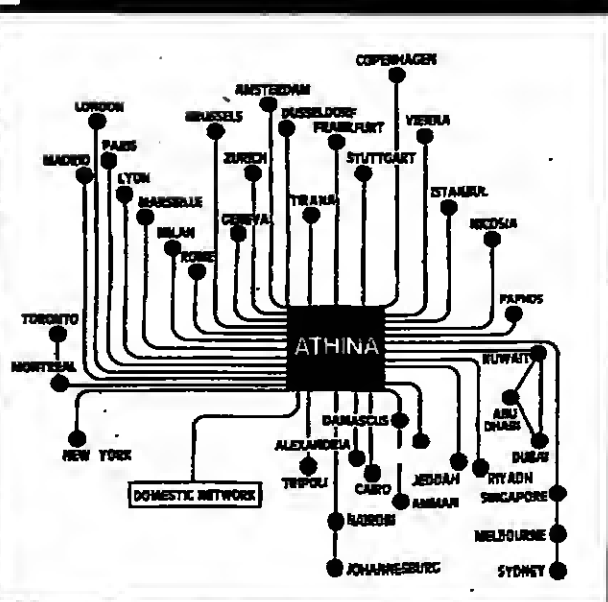 COPENHAGEN
AMSTERDAM
LONDON
BRUSSELS
DUSSELDORF
FRANKFURT
VIENNA
MADRID
PARIS
ZURICH
STUTTGART
LYON
MARSEILLE
TIRANA
ISTANBUL
MILAN
GENEVA
NICOSIA
ROME
PAPHOS
TORONTO
ATHINA
KUWAIT
MONTREAL
ABU
DHABI
DAMASCUS
NEW YORK
ALEXANDRIA
DUBAI
TRIPOLI
CAIRO
JEDDAH
RIYADH
DOMESTIC NETWORK
AMMAN
SINGAPORE
NAIROBI
MELBOURNE
JOHANNESBURG
SYDNEY